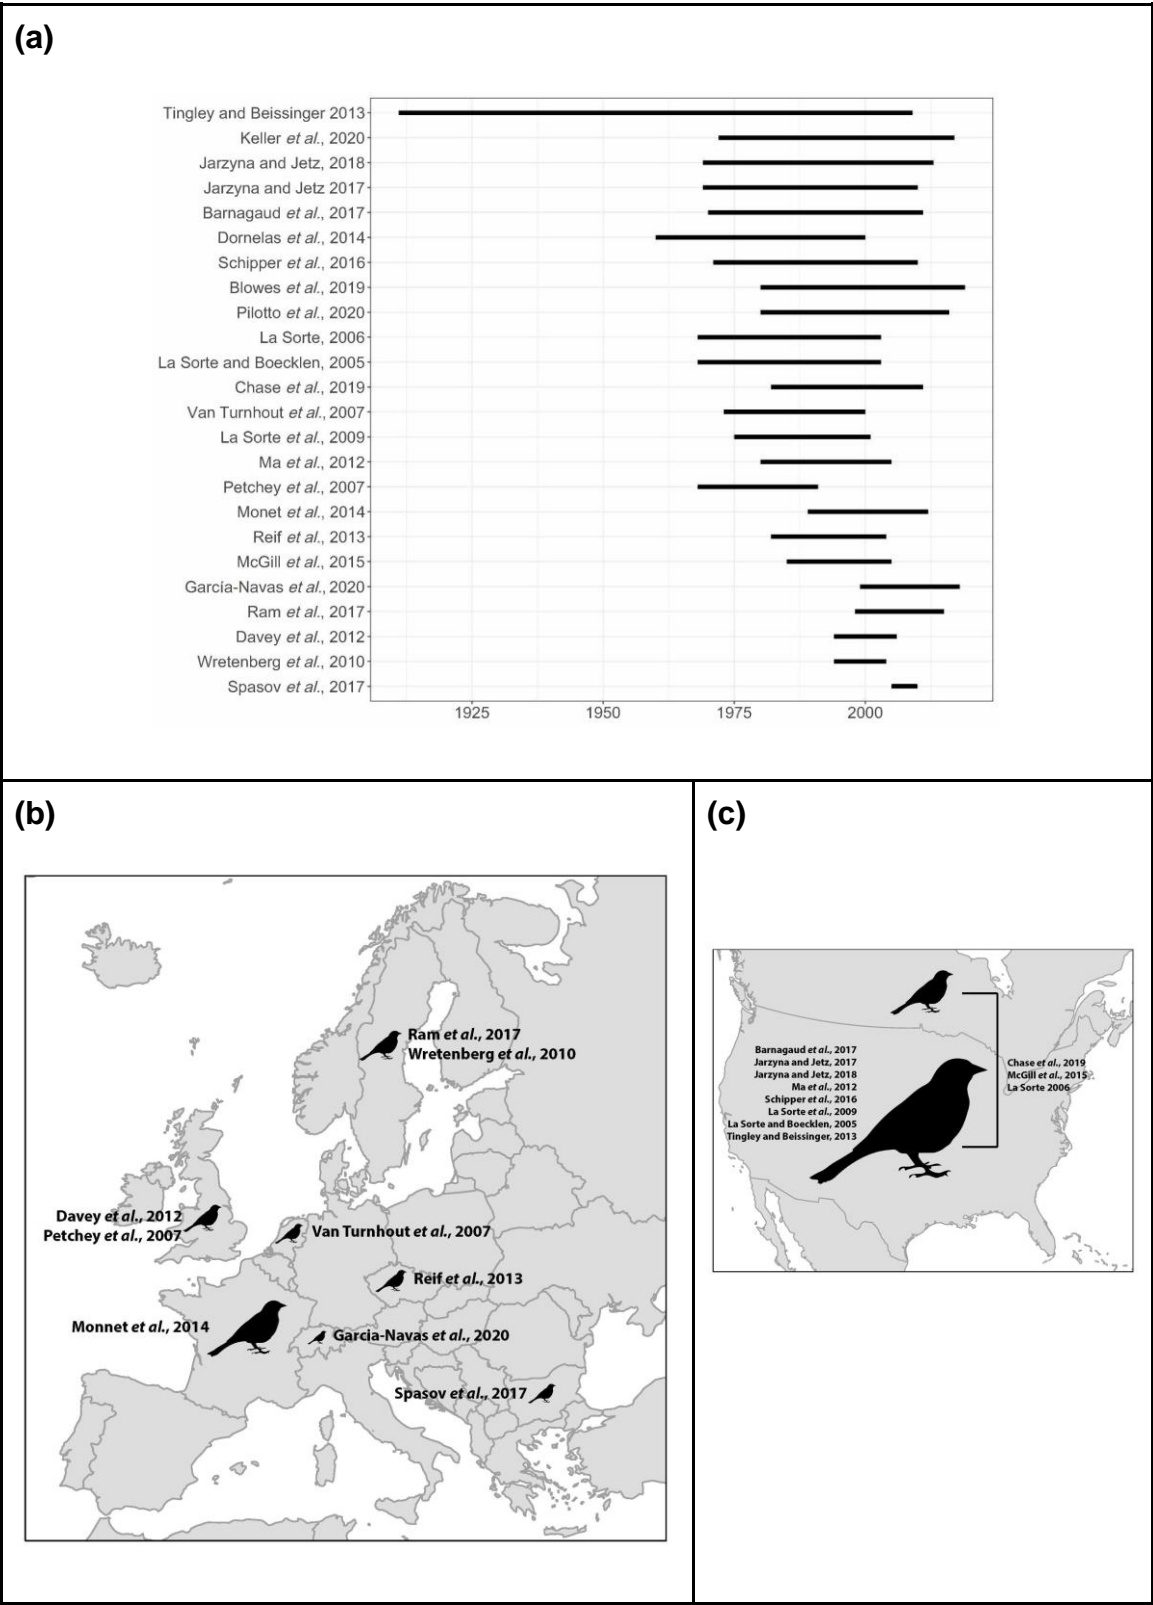 (a)
Tingley and Beissinger 2013
Keller et al., 2020
Jarzyna and Jetz, 2018
Jarzyna and Jetz 2017
Barnagaud et al., 2017
Dornelas et al., 2014
Schipper et al., 2016
Blowes et al., 2019
Pilotto et al., 2020
La Sorte, 2006
La Sorte and Boecklen, 2005
Chase et al., 2019
Van Turnhout et al., 2007
La Sorte et al., 2009
Ma et al., 2012
Petchey et al., 2007
Monet et al., 2014
Reif et al., 2013
McGill et al., 2015
García-Navas et al., 2020
Ram et al., 2017
Davey et al., 2012
Wretenberg et al., 2010
Spasov et al., 2017
1925 1950 1975 2000
(b)
Ram et al., 2017
Wretenberg et al., 2010
Davey et al., 2012
Petchey et al., 2007
Van Turnhout et al., 2007
Reif et al., 2013
Monnet et al., 2014
Garcia-Navas et al., 2020
Spasov et al., 2017
(c)
Barnagaud et al., 2017
Jarzyna and Jetz, 2017
Jarzyna and Jetz, 2018
Ma et al., 2012
Schipper et al., 2016
La Sorte et al., 2009
La Sorte and Boecklen, 2005
Tingley and Beissinger, 2013
Chase et al., 2019
McGill et al., 2015
La Sorte 2006